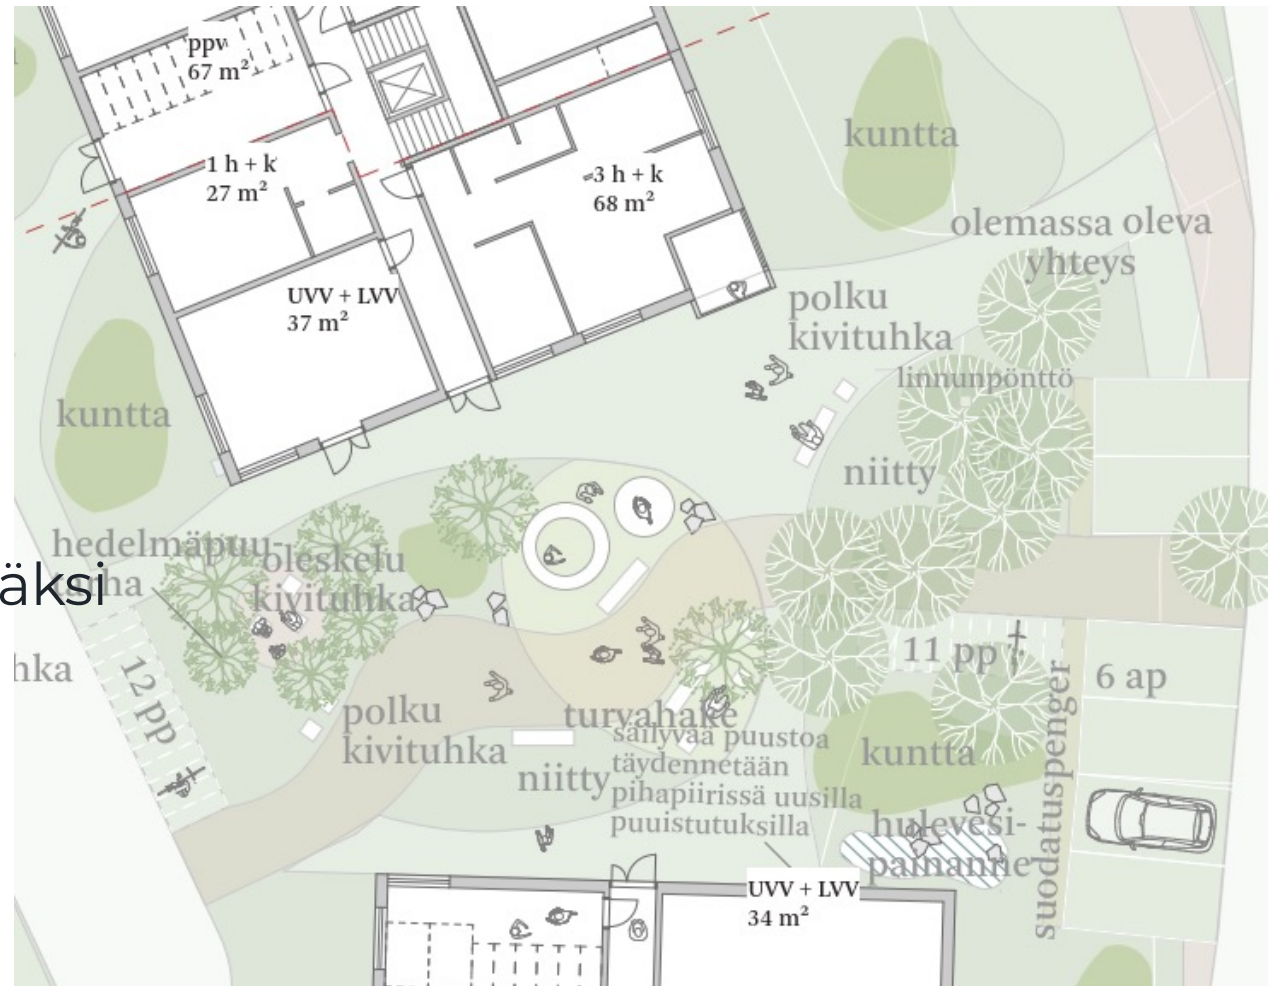 ppv
67 m²
1 h + k
27 m²
3 h + k
68 m²
UVV + LVV
37 m²
kuntta
olemassa oleva
yhteys
polku
kivituhka
linnunpönttö
kuntta
niitty
hedelmäpuu-
oleskelu
kivituhka
äksi
hka
12 pp
11 pp
6 ap
polku
kivituhka
turvahake
säilyvää puustoa
täydennetään
pihapiirissä uusilla
puuistutuksilla
niitty
kuntta
hulevesi-
painanne
suodatuspenger
UVV + LVV
34 m²